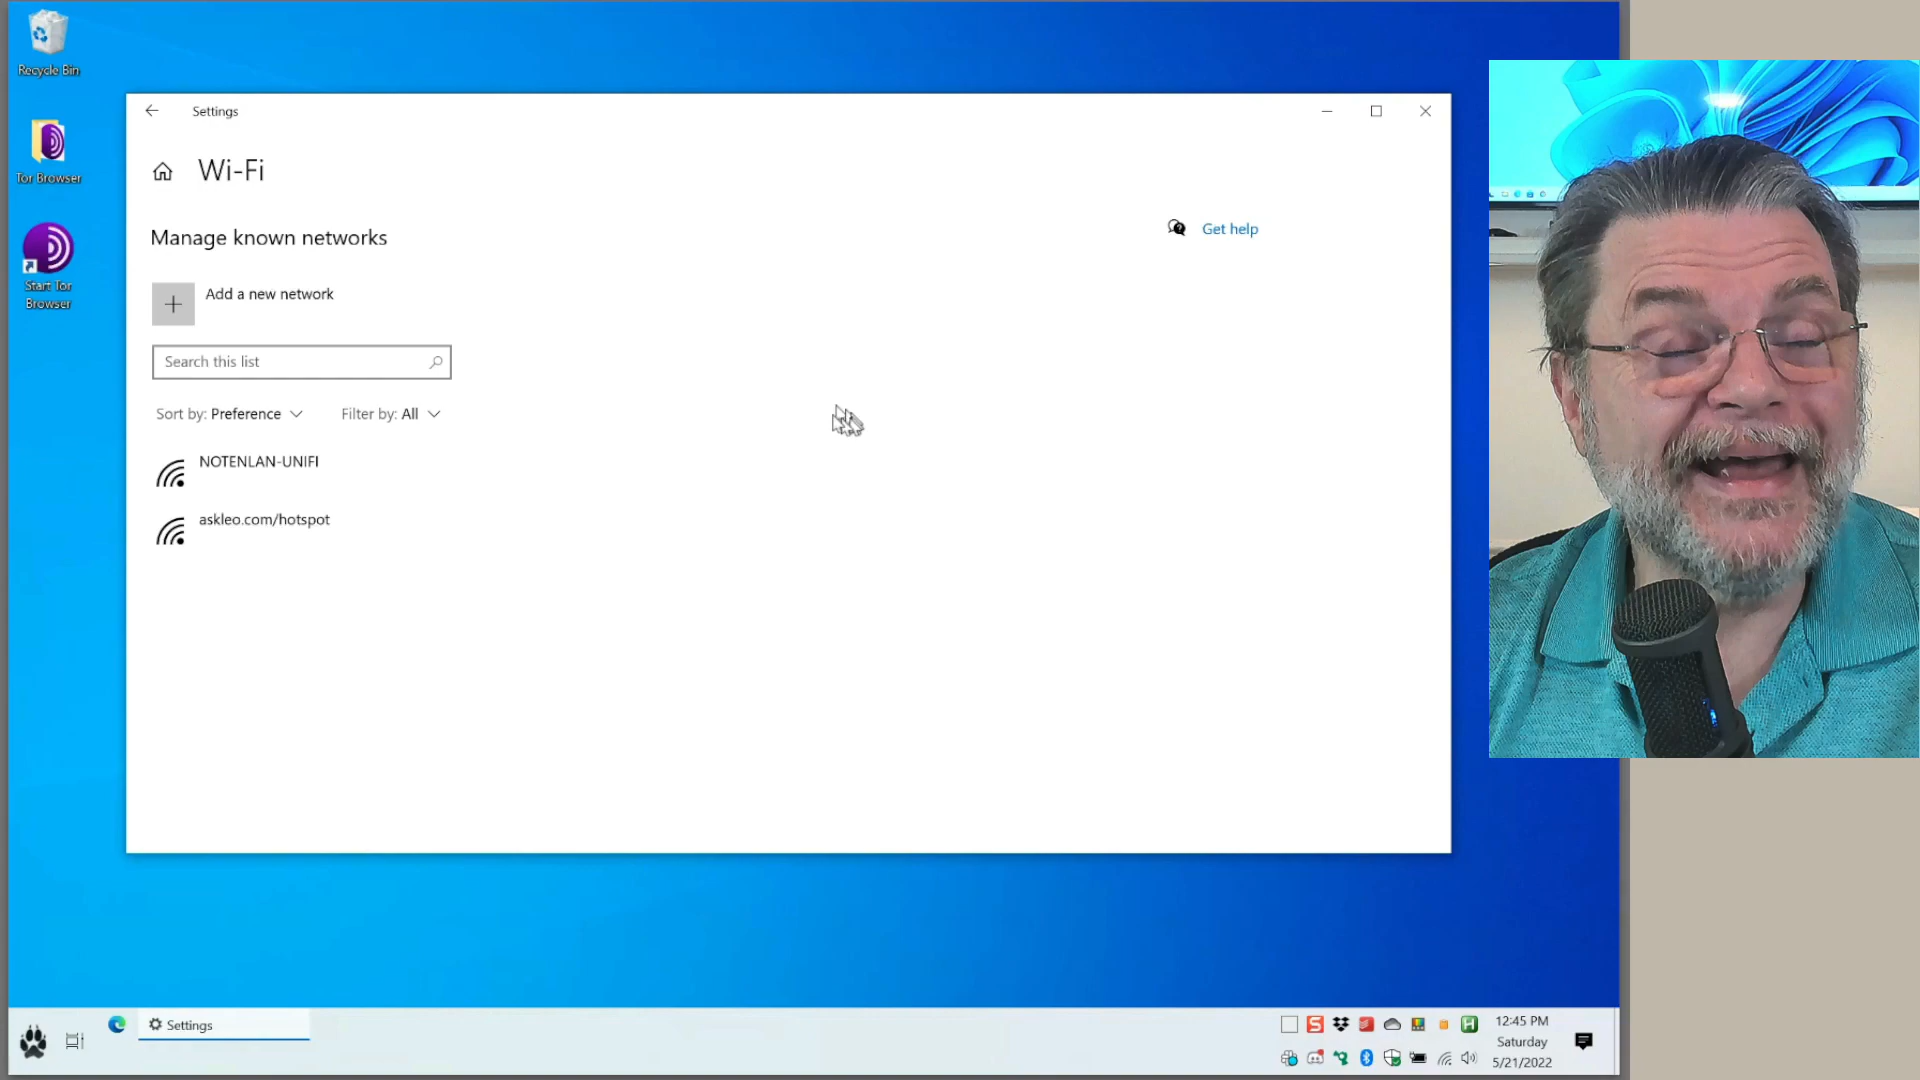 Recycle Bin
Tor Browser
Start Tor
Browser
Settings
Wi-Fi
Manage known networks
Get help
Add a new network
Search this list
Sort by: Preference
Filter by: All
NOTENLAN-UNIFI
askleo.com/hotspot
Settings
12:45 PM
Saturday
5/21/2022